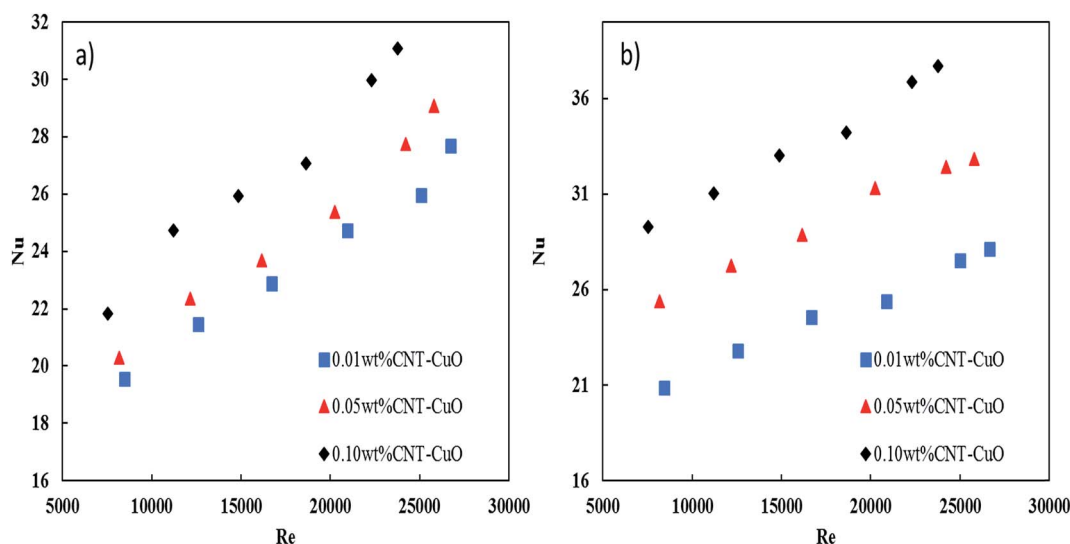 a)
Nu
32
30
28
26
24
22
20
18
16
5000 10000 15000 20000 25000 30000
Re
0.01wt%CNT-CuO
0.05wt%CNT-CuO
0.10wt%CNT-CuO
b)
Nu
36
31
26
21
16
5000 10000 15000 20000 25000 30000
Re
0.01wt%CNT-CuO
0.05wt%CNT-CuO
0.10wt%CNT-CuO